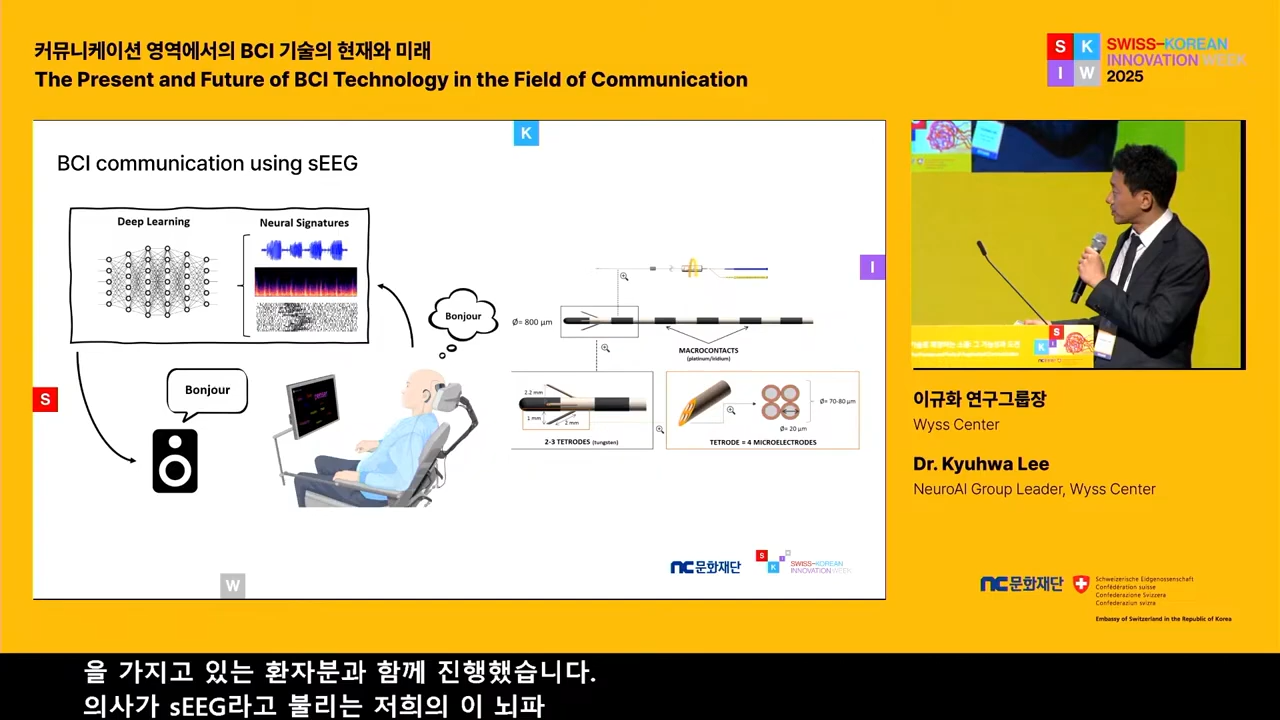 커뮤니케이션 영역에서의 BCI 기술의 현재와 미래
The Present and Future of BCI Technology in the Field of Communication
S K
I W
SWISS–KOREAN
INNOVATION WEEK
2025
K
BCI communication using sEEG
Deep Learning
Neural Signatures
I
Bonjour
Ø= 800 µm
MACROCONTACTS
(platinum/iridium)
S
Bonjour
2.2 mm
1 mm
2 mm
Ø= 70-80 µm
Ø= 20 µm
2-3 TETRODES (tungsten)
TETRODE = 4 MICROELECTRODES
nc문화재단
S
K
I
SWISS–KOREAN
INNOVATION WEEK
W
S
K I
이규화 연구그룹장
Wyss Center
Dr. Kyuhwa Lee
NeuroAI Group Leader, Wyss Center
nc문화재단
Schweizerische Eidgenossenschaft
Confédération suisse
Confederazione Svizzera
Confederaziun svizra
Embassy of Switzerland in the Republic of Korea
을 가지고 있는 환자분과 함께 진행했습니다.
의사가 sEEG라고 불리는 저희의 이 뇌파